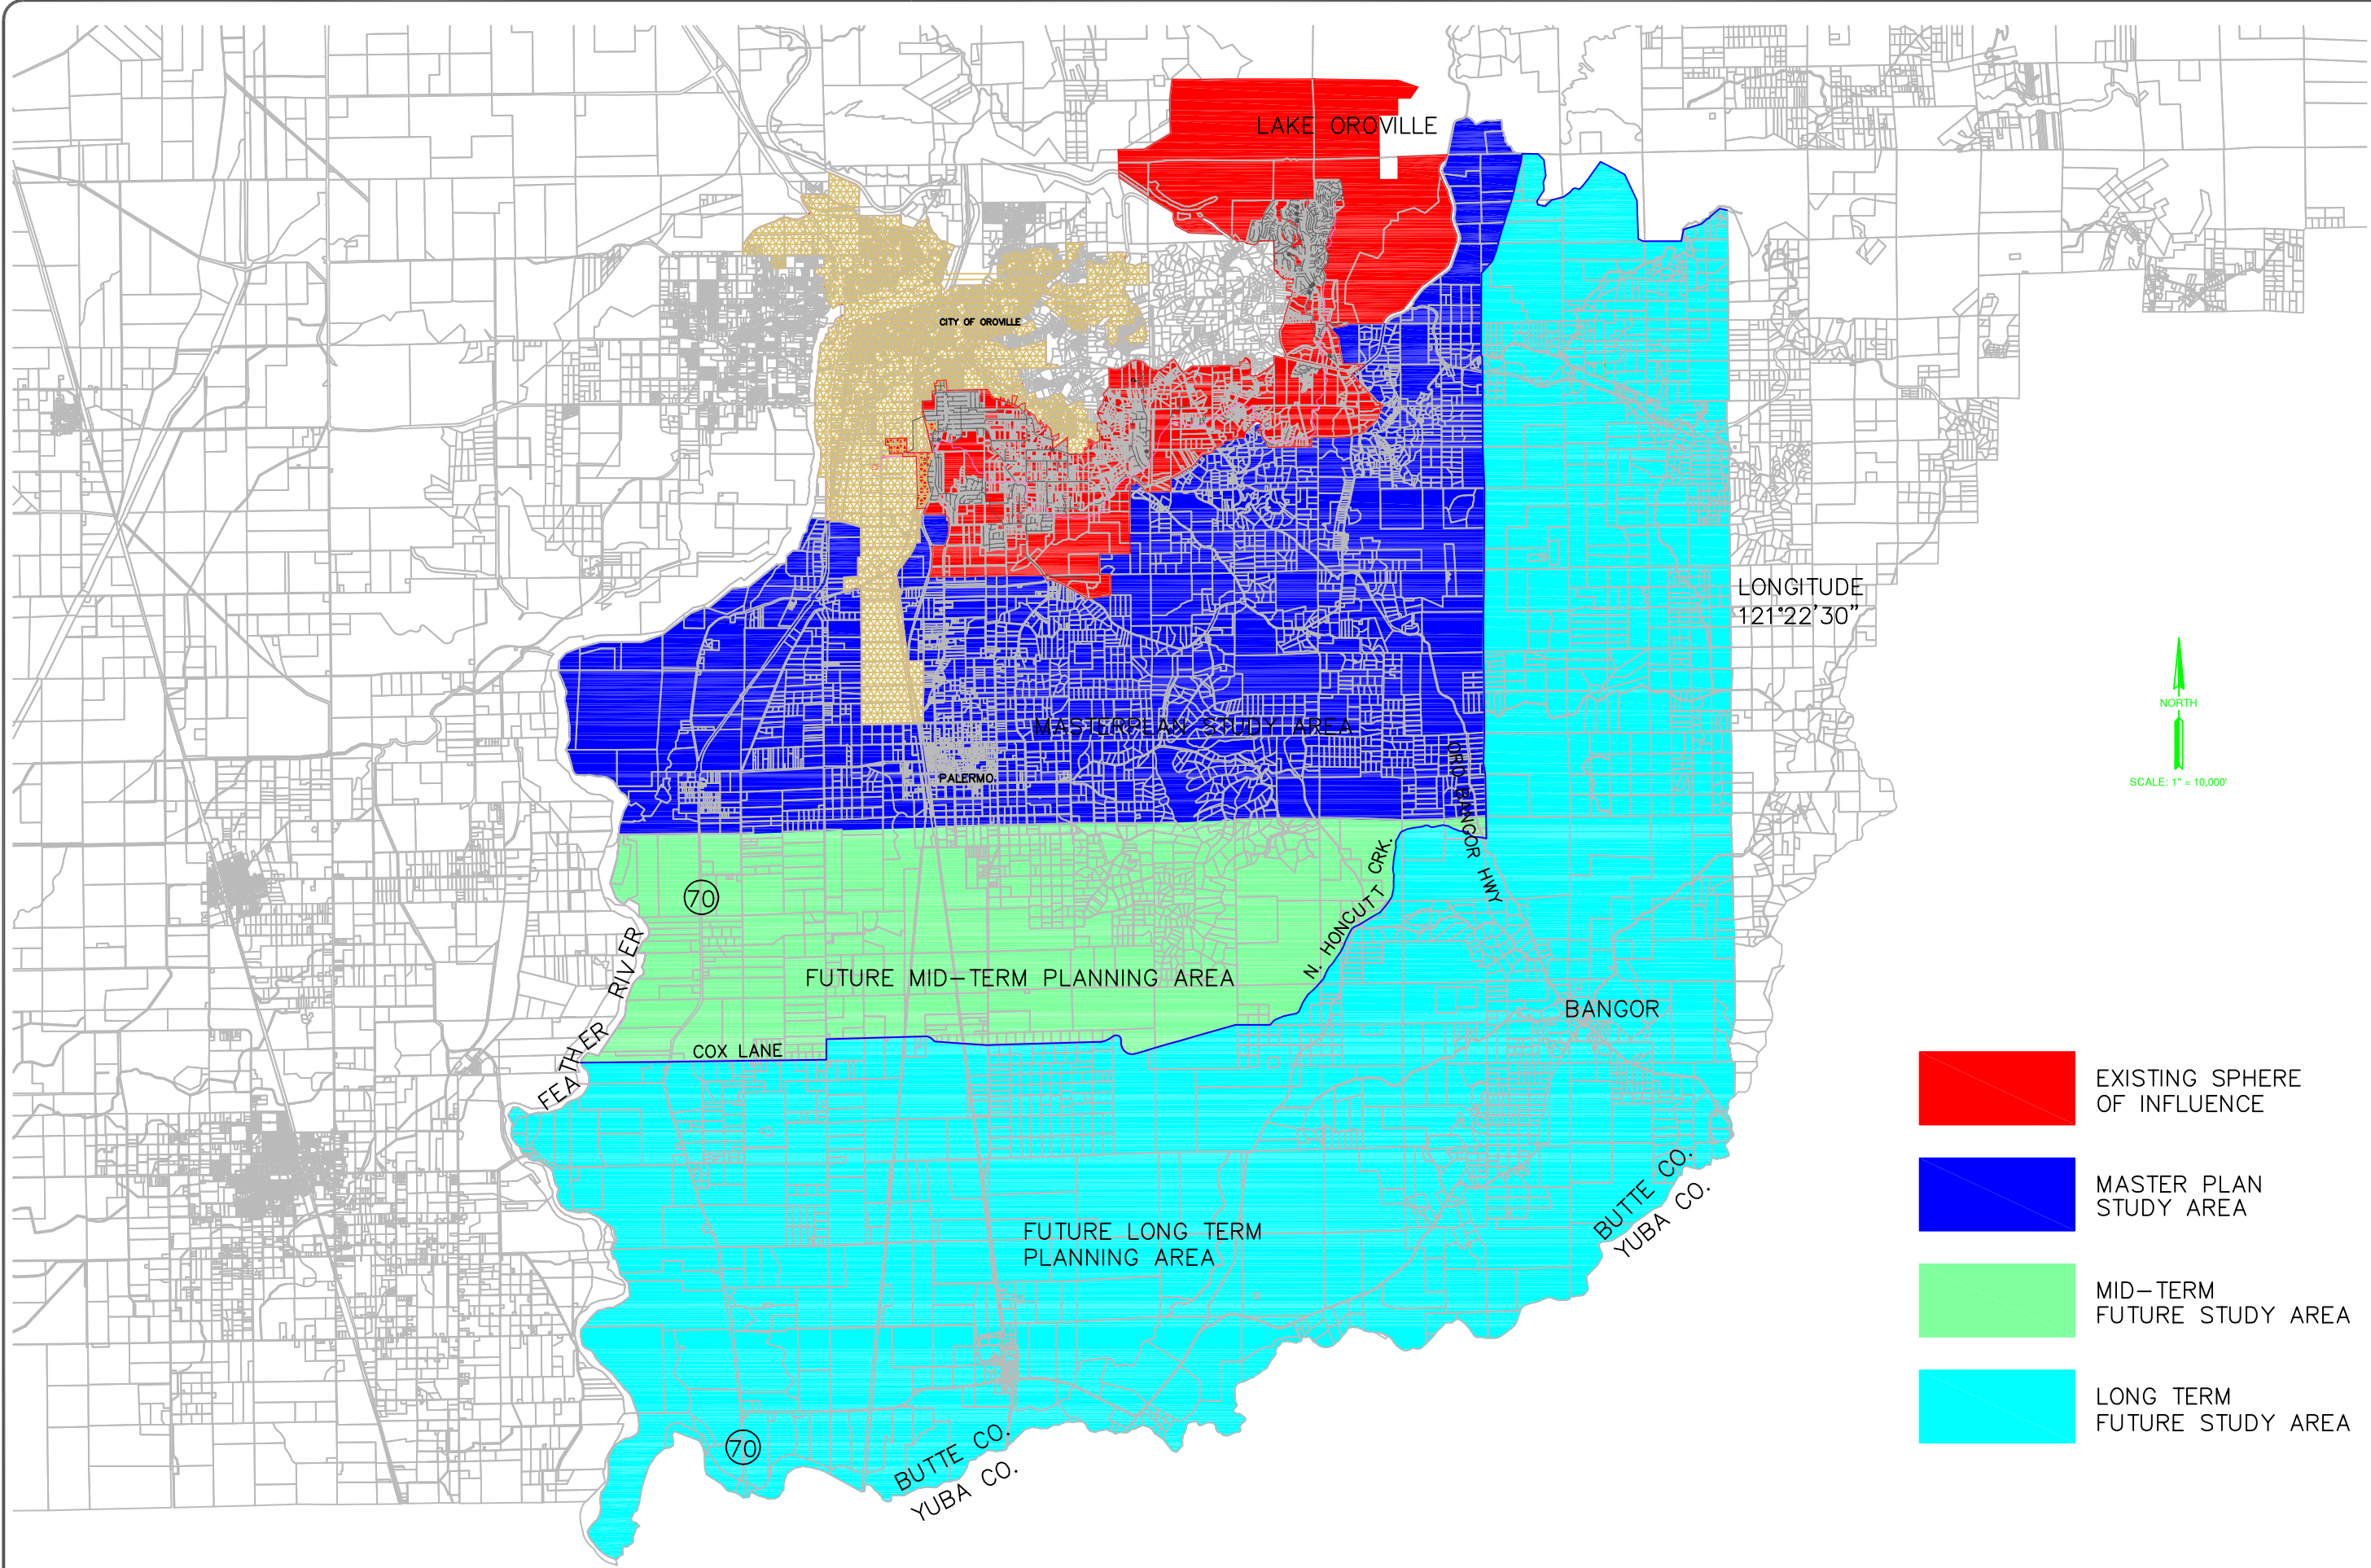 LAKE OROVILLE
CITY OF OROVILLE
LONGITUDE
121°22'30"
NORTH
SCALE: 1" = 10,000'
MASTERPLAN STUDY AREA
PALERMO.
ORO-BANGOR HWY
N. HONCUTT CRK.
70
FEATHER RIVER
FUTURE MID-TERM PLANNING AREA
BANGOR
COX LANE
EXISTING SPHERE
OF INFLUENCE
MASTER PLAN
STUDY AREA
MID-TERM
FUTURE STUDY AREA
LONG TERM
FUTURE STUDY AREA
FUTURE LONG TERM
PLANNING AREA
BUTTE CO.
YUBA CO.
70
BUTTE CO.
YUBA CO.